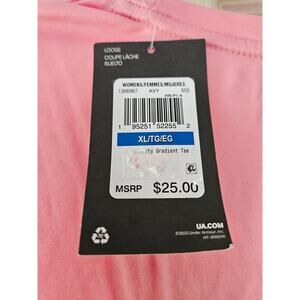 LOOSE
COUPE LÂCHE
SUELTO
WOMENS/FEMMES/MUJERES
1366967 AVY 655
1 95251 52255 2
XL/TG/EG
Gradient Tee
MSRP $25.00
UA.COM
©2020 Under Armour, Inc.